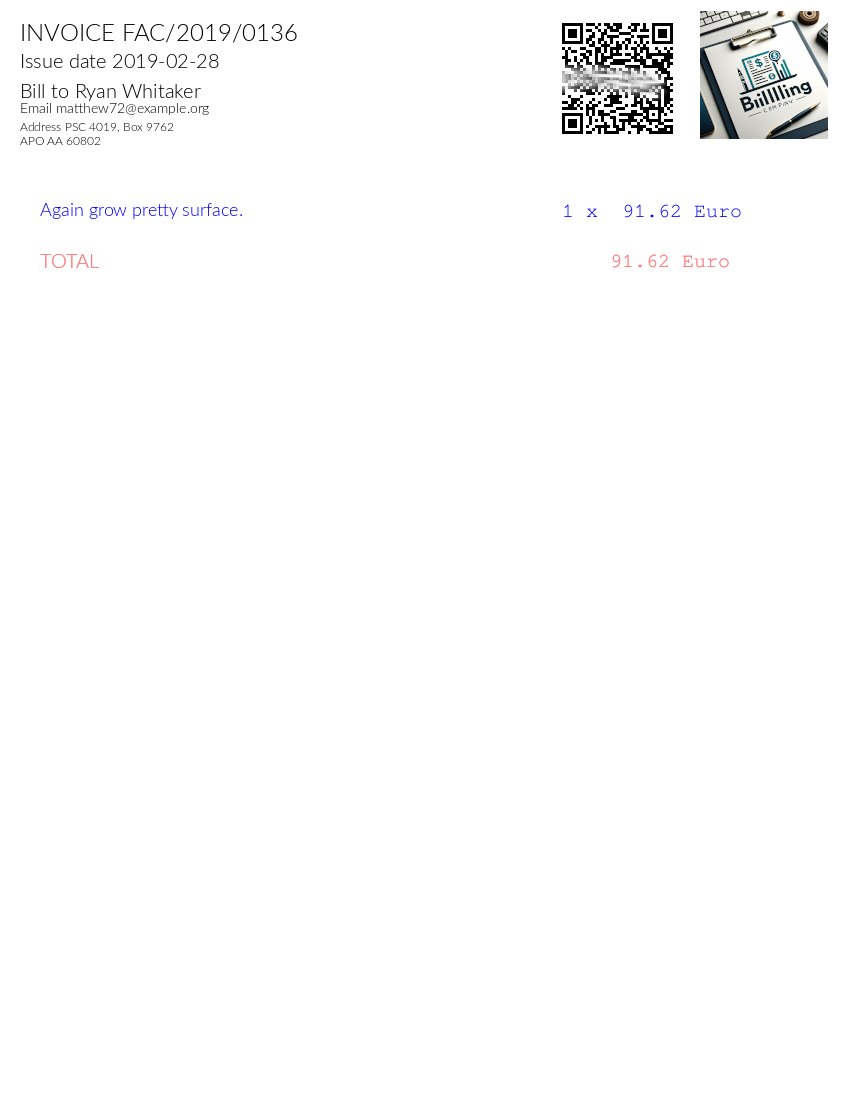 INVOICE FAC/2019/0136
Issue date 2019-02-28
Bill to Ryan Whitaker
Email matthew72@example.org
Address PSC 4019, Box 9762
APO AA 60802
Biilllling
COMPANY
Again grow pretty surface. 1 x 91.62 Euro
TOTAL 91.62 Euro